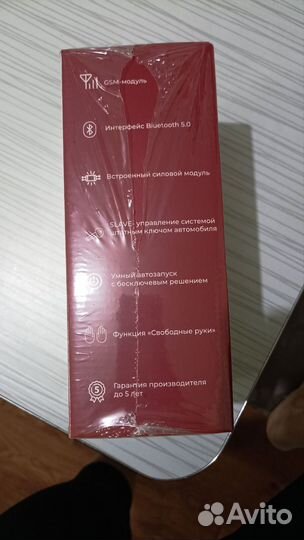 GSM-модуль
Интерфейс Bluetooth 5.0
Встроенный силовой модуль
SLAVE- управление системой
штатным ключом автомобиля
Умный автозапуск
с бесключевым решением
Функция «Свободные руки»
5
Гарантия производителя
до 5 лет
Avito